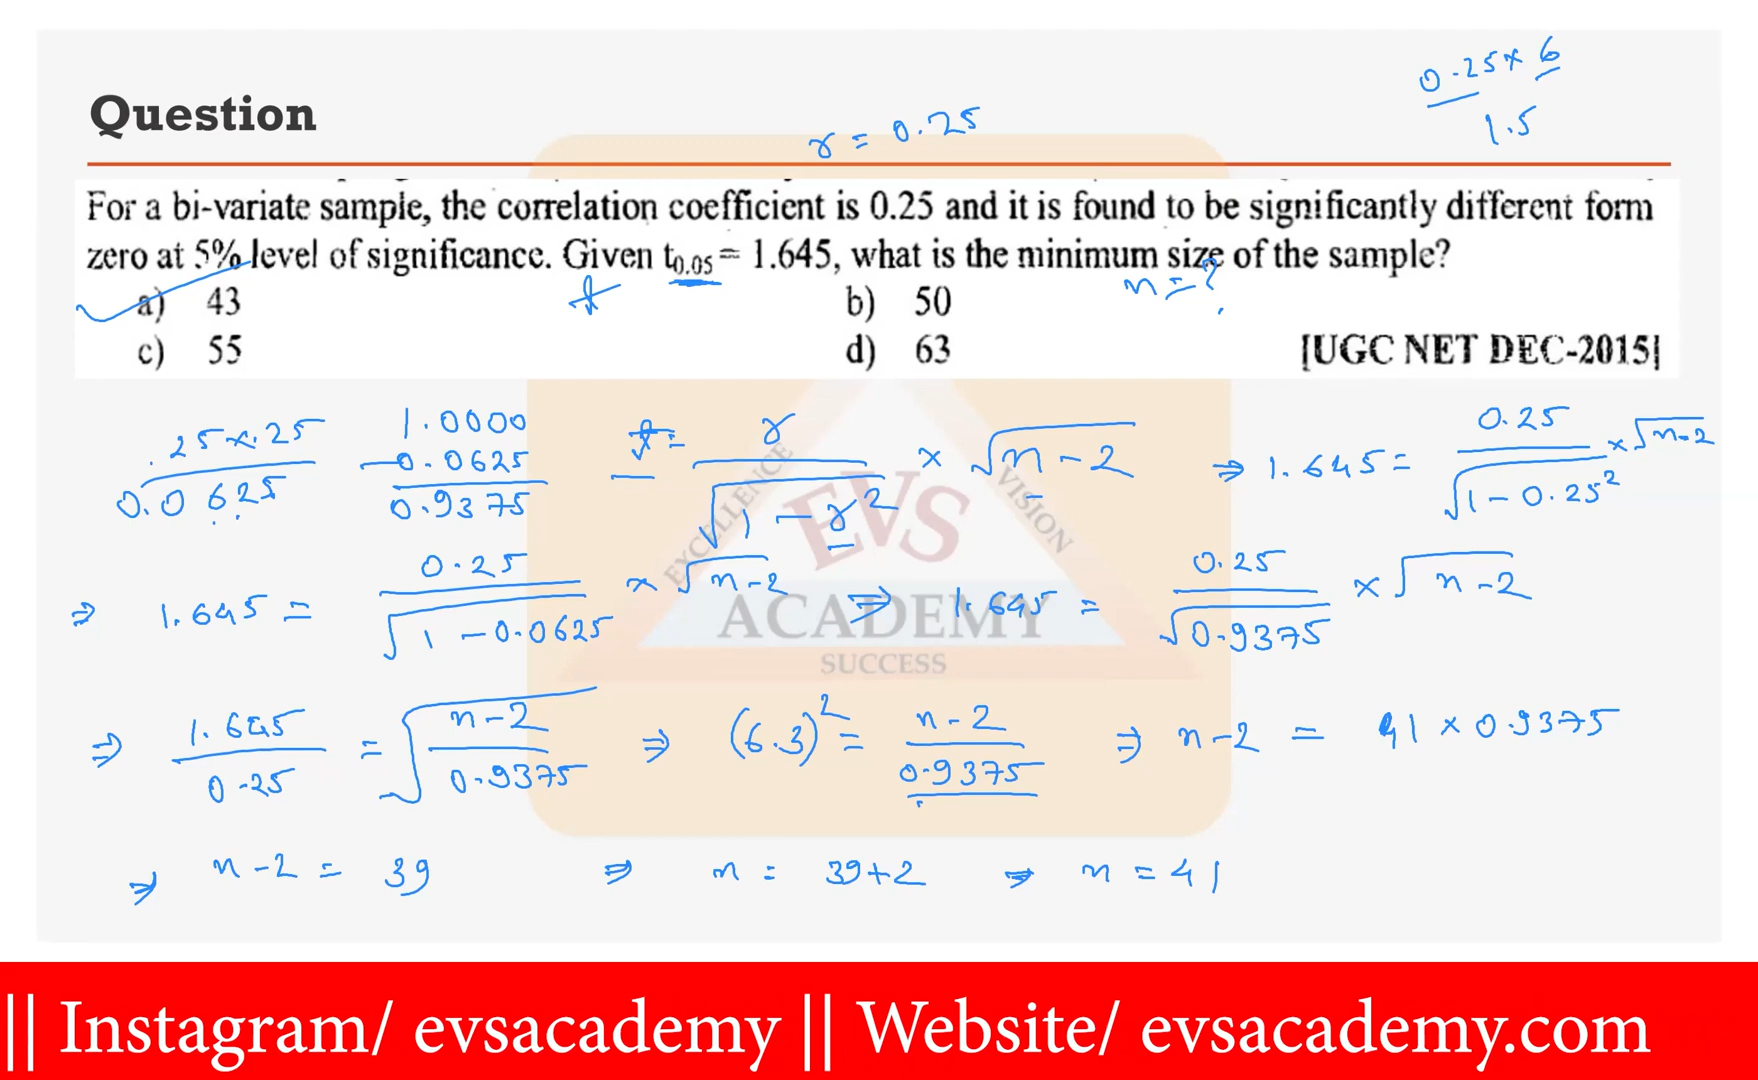 0.25 × 6
1.5
Question
r = 0.25
For a bi-variate sample, the correlation coefficient is 0.25 and it is found to be significantly different form
zero at 5% level of significance. Given t0.05 = 1.645, what is the minimum size of the sample?
t
n = ?
a) 43 b) 50
c) 55 d) 63 [UGC NET DEC-2015]
.25 × .25
0.0625
1.0000
-0.0625
0.9375
t = r / √(1 - r²) × √(n - 2) ⇒ 1.645 = 0.25 / √(1 - 0.25²) × √(n-2)
⇒ 1.645 = 0.25 / √(1 - 0.0625) × √(n-2) ⇒ 1.645 = 0.25 / √0.9375 × √(n-2)
⇒ 1.645 / 0.25 = √((n-2) / 0.9375) ⇒ (6.3)² = (n-2) / 0.9375 ⇒ n-2 = 41 × 0.9375
⇒ n-2 = 39 ⇒ n = 39+2 ⇒ n = 41
EXCELLENCE
VISION
EVS
ACADEMY
SUCCESS
|| Instagram/ evsacademy || Website/ evsacademy.com